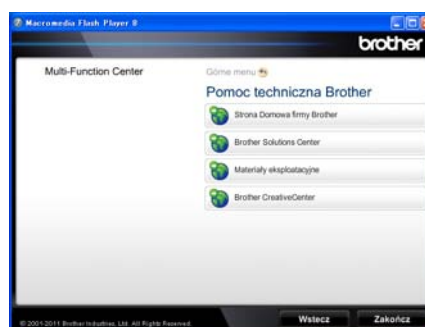 Macromedia Flash Player 8
brother
Multi-Function Center
Górne menu
Pomoc techniczna Brother
Strona Domowa firmy Brother
Brother Solutions Center
Materiały eksploatacyjne
Brother CreativeCenter
© 2001-2011 Brother Industries, Ltd. All Rights Reserved.
Wstecz
Zakończ